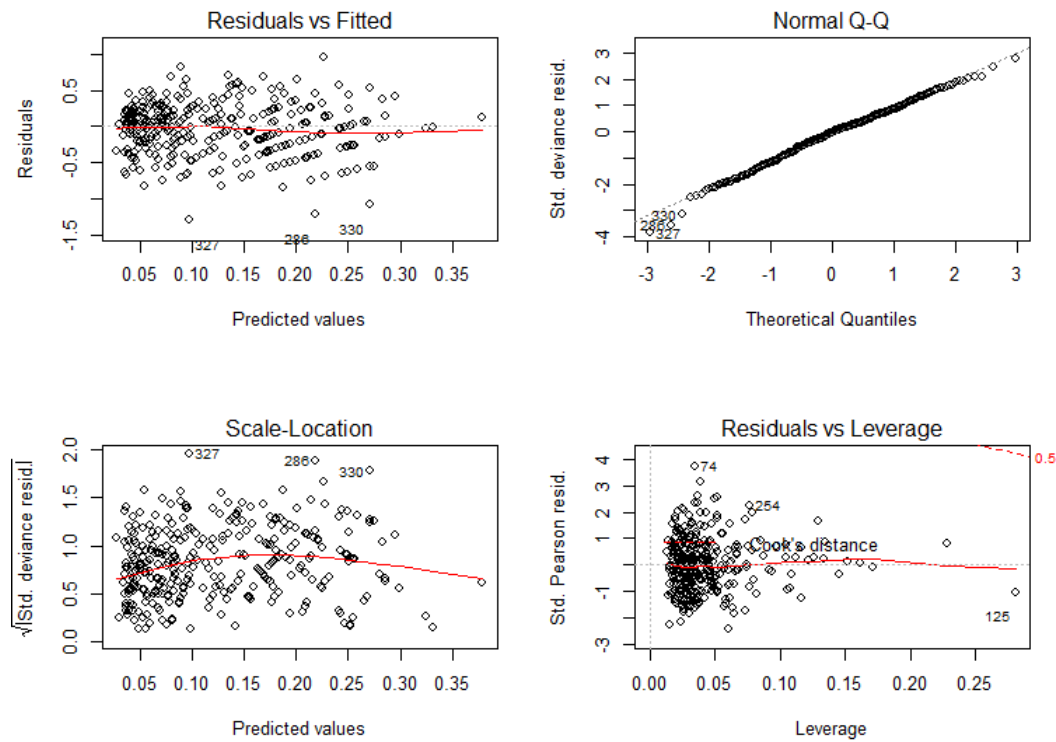 Residuals vs Fitted
Residuals
0.5
-0.5
-1.5
327
286
330
0.05 0.10 0.15 0.20 0.25 0.30 0.35
Predicted values
Normal Q-Q
Std. deviance resid.
3
2
0
-2
-4
330
286
327
-3 -2 -1 0 1 2 3
Theoretical Quantiles
Scale-Location
√|Std. deviance resid.|
2.0
1.5
1.0
0.5
0.0
327
286
330
0.05 0.10 0.15 0.20 0.25 0.30 0.35
Predicted values
Residuals vs Leverage
Std. Pearson resid.
4
3
2
1
-1
-3
74
254
Cook's distance
125
0.5
0.00 0.05 0.10 0.15 0.20 0.25
Leverage